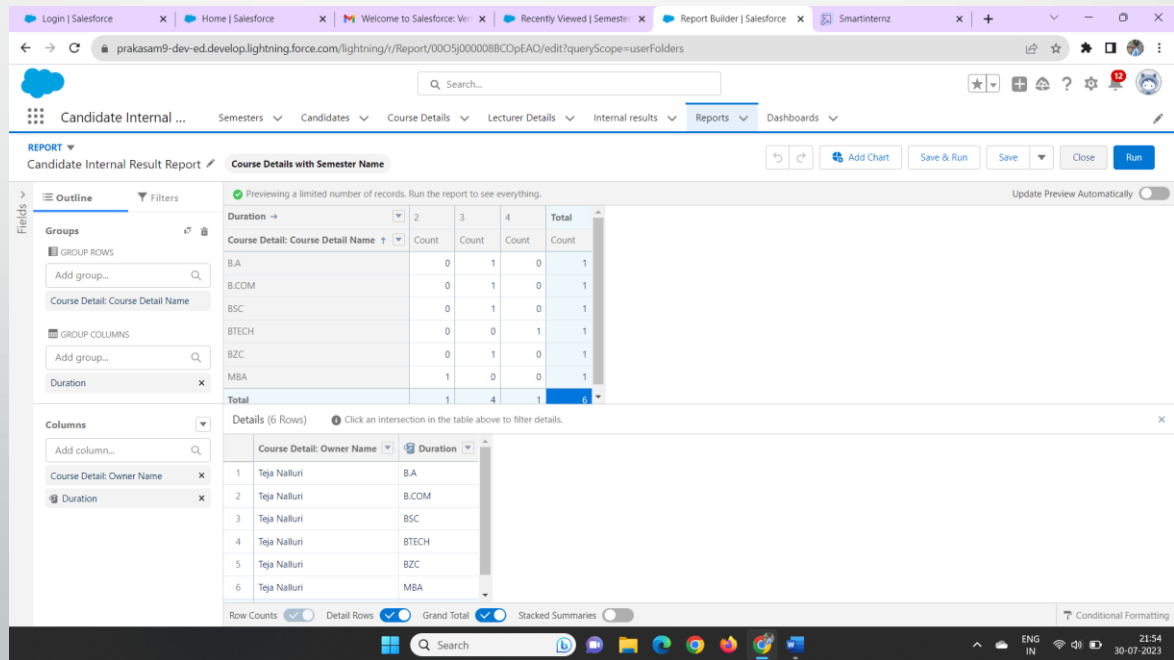 Login | Salesforce Home | Salesforce Welcome to Salesforce: Ver Recently Viewed | Semester Report Builder | Salesforce Smartinternz
prakasam9-dev-ed.develop.lightning.force.com/lightning/r/Report/00O5j000008BCOpEAO/edit?queryScope=userFolders
Search...
12
Candidate Internal ... Semesters Candidates Course Details Lecturer Details Internal results Reports Dashboards
REPORT
Candidate Internal Result Report Course Details with Semester Name
Add Chart Save & Run Save Close Run
Fields
Outline Filters
Previewing a limited number of records. Run the report to see everything.
Update Preview Automatically
Groups
GROUP ROWS
Add group...
Course Detail: Course Detail Name
GROUP COLUMNS
Add group...
Duration
Duration → 2 3 4 Total
Course Detail: Course Detail Name ↑ Count Count Count Count
B.A 0 1 0 1
B.COM 0 1 0 1
BSC 0 1 0 1
BTECH 0 0 1 1
BZC 0 1 0 1
MBA 1 0 0 1
Total 1 4 1 6
Columns
Add column...
Course Detail: Owner Name
Duration
Details (6 Rows) Click an intersection in the table above to filter details.
Course Detail: Owner Name Duration
1 Teja Nalluri B.A
2 Teja Nalluri B.COM
3 Teja Nalluri BSC
4 Teja Nalluri BTECH
5 Teja Nalluri BZC
6 Teja Nalluri MBA
Row Counts Detail Rows Grand Total Stacked Summaries Conditional Formatting
Search
ENG
IN
21:54
30-07-2023